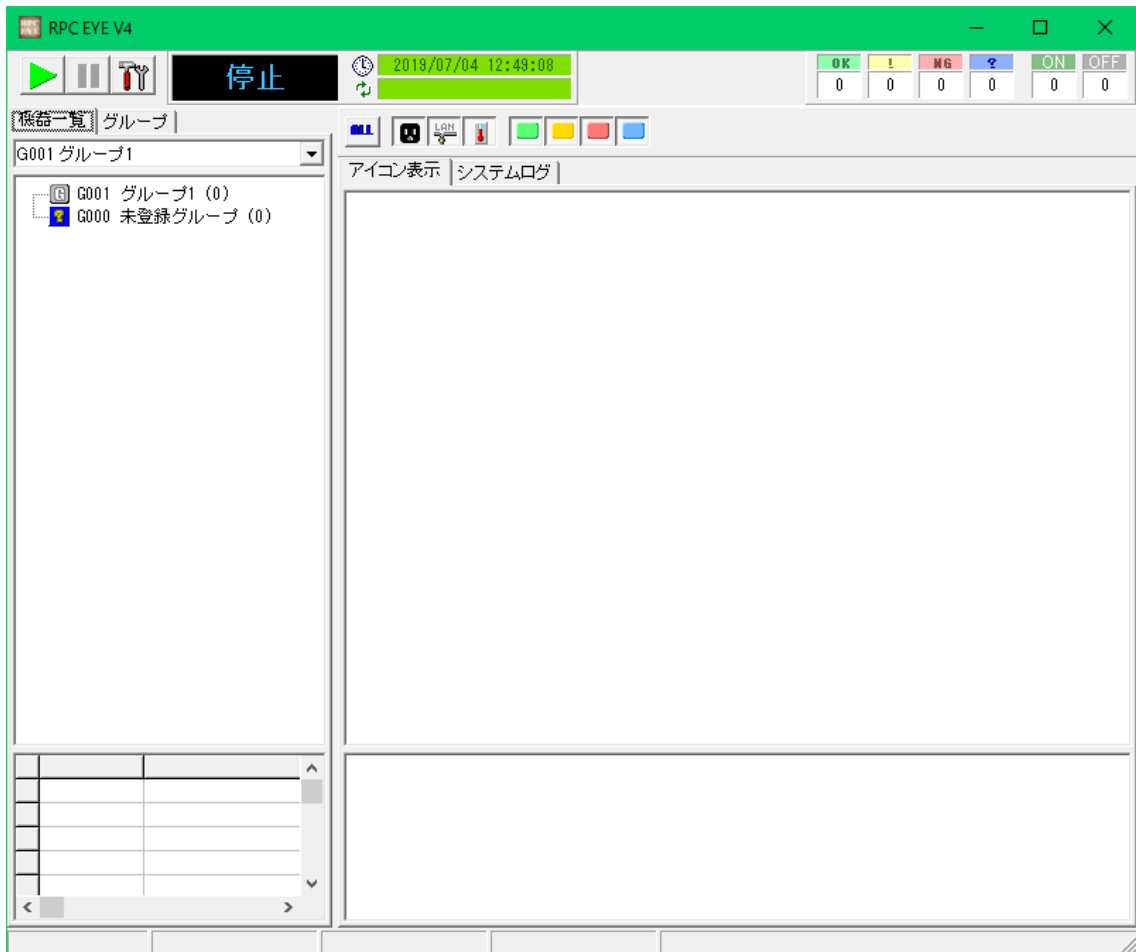 RPC EYE V4
停止
2019/07/04 12:49:08
OK ! NG ? ON OFF
0 0 0 0 0 0
機器一覧 グループ
G001 グループ1
G001 グループ1 (0)
G000 未登録グループ (0)
ALL LAN
アイコン表示 システムログ